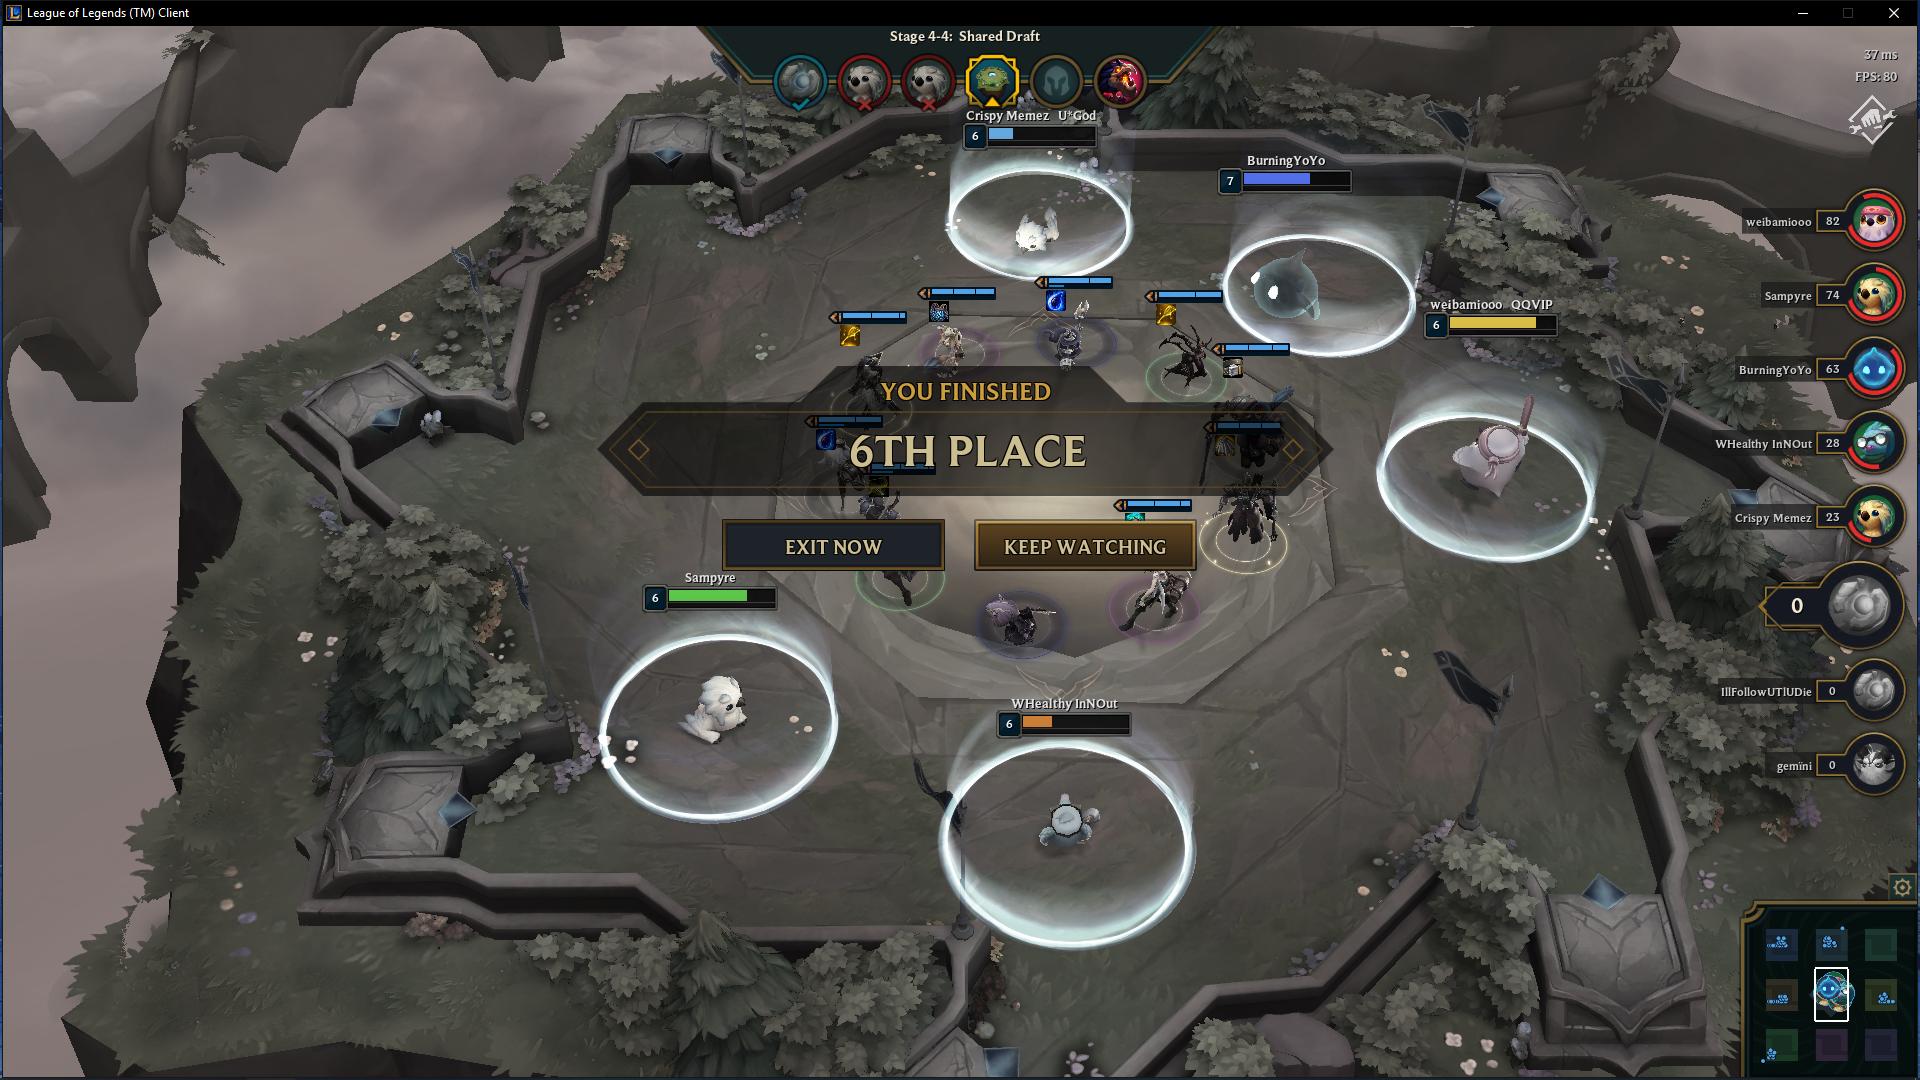 League of Legends (TM) Client
Stage 4-4: Shared Draft
37 ms
FPS: 80
Crispy Memez U*God
6
BurningYoYo
7
weibamiooo QQVIP
6
weibamiooo 82
Sampyre 74
BurningYoYo 63
WHealthy InNOut 28
Crispy Memez 23
0
IllFollowUTlUDie 0
gemïni 0
YOU FINISHED
6TH PLACE
EXIT NOW
KEEP WATCHING
Sampyre
6
WHealthy InNOut
6